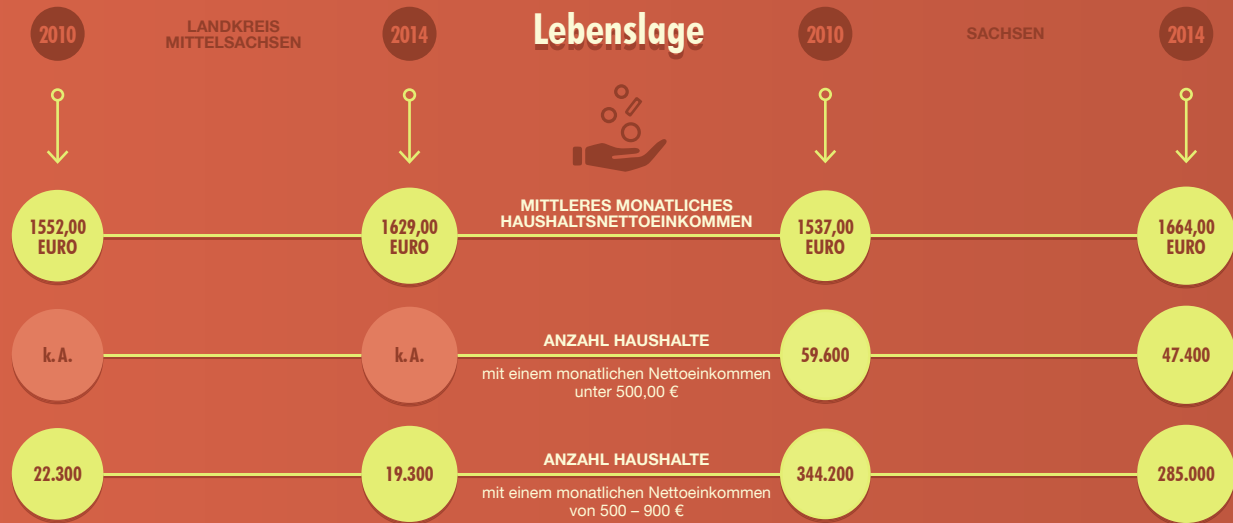 2010
LANDKREIS
MITTELSACHSEN
2014
Lebenslage
2010
SACHSEN
2014
1552,00
EURO
1629,00
EURO
MITTLERES MONATLICHES
HAUSHALTSNETTOEINKOMMEN
1537,00
EURO
1664,00
EURO
k. A.
k. A.
ANZAHL HAUSHALTE
mit einem monatlichen Nettoeinkommen
unter 500,00 €
59.600
47.400
22.300
19.300
ANZAHL HAUSHALTE
mit einem monatlichen Nettoeinkommen
von 500 – 900 €
344.200
285.000